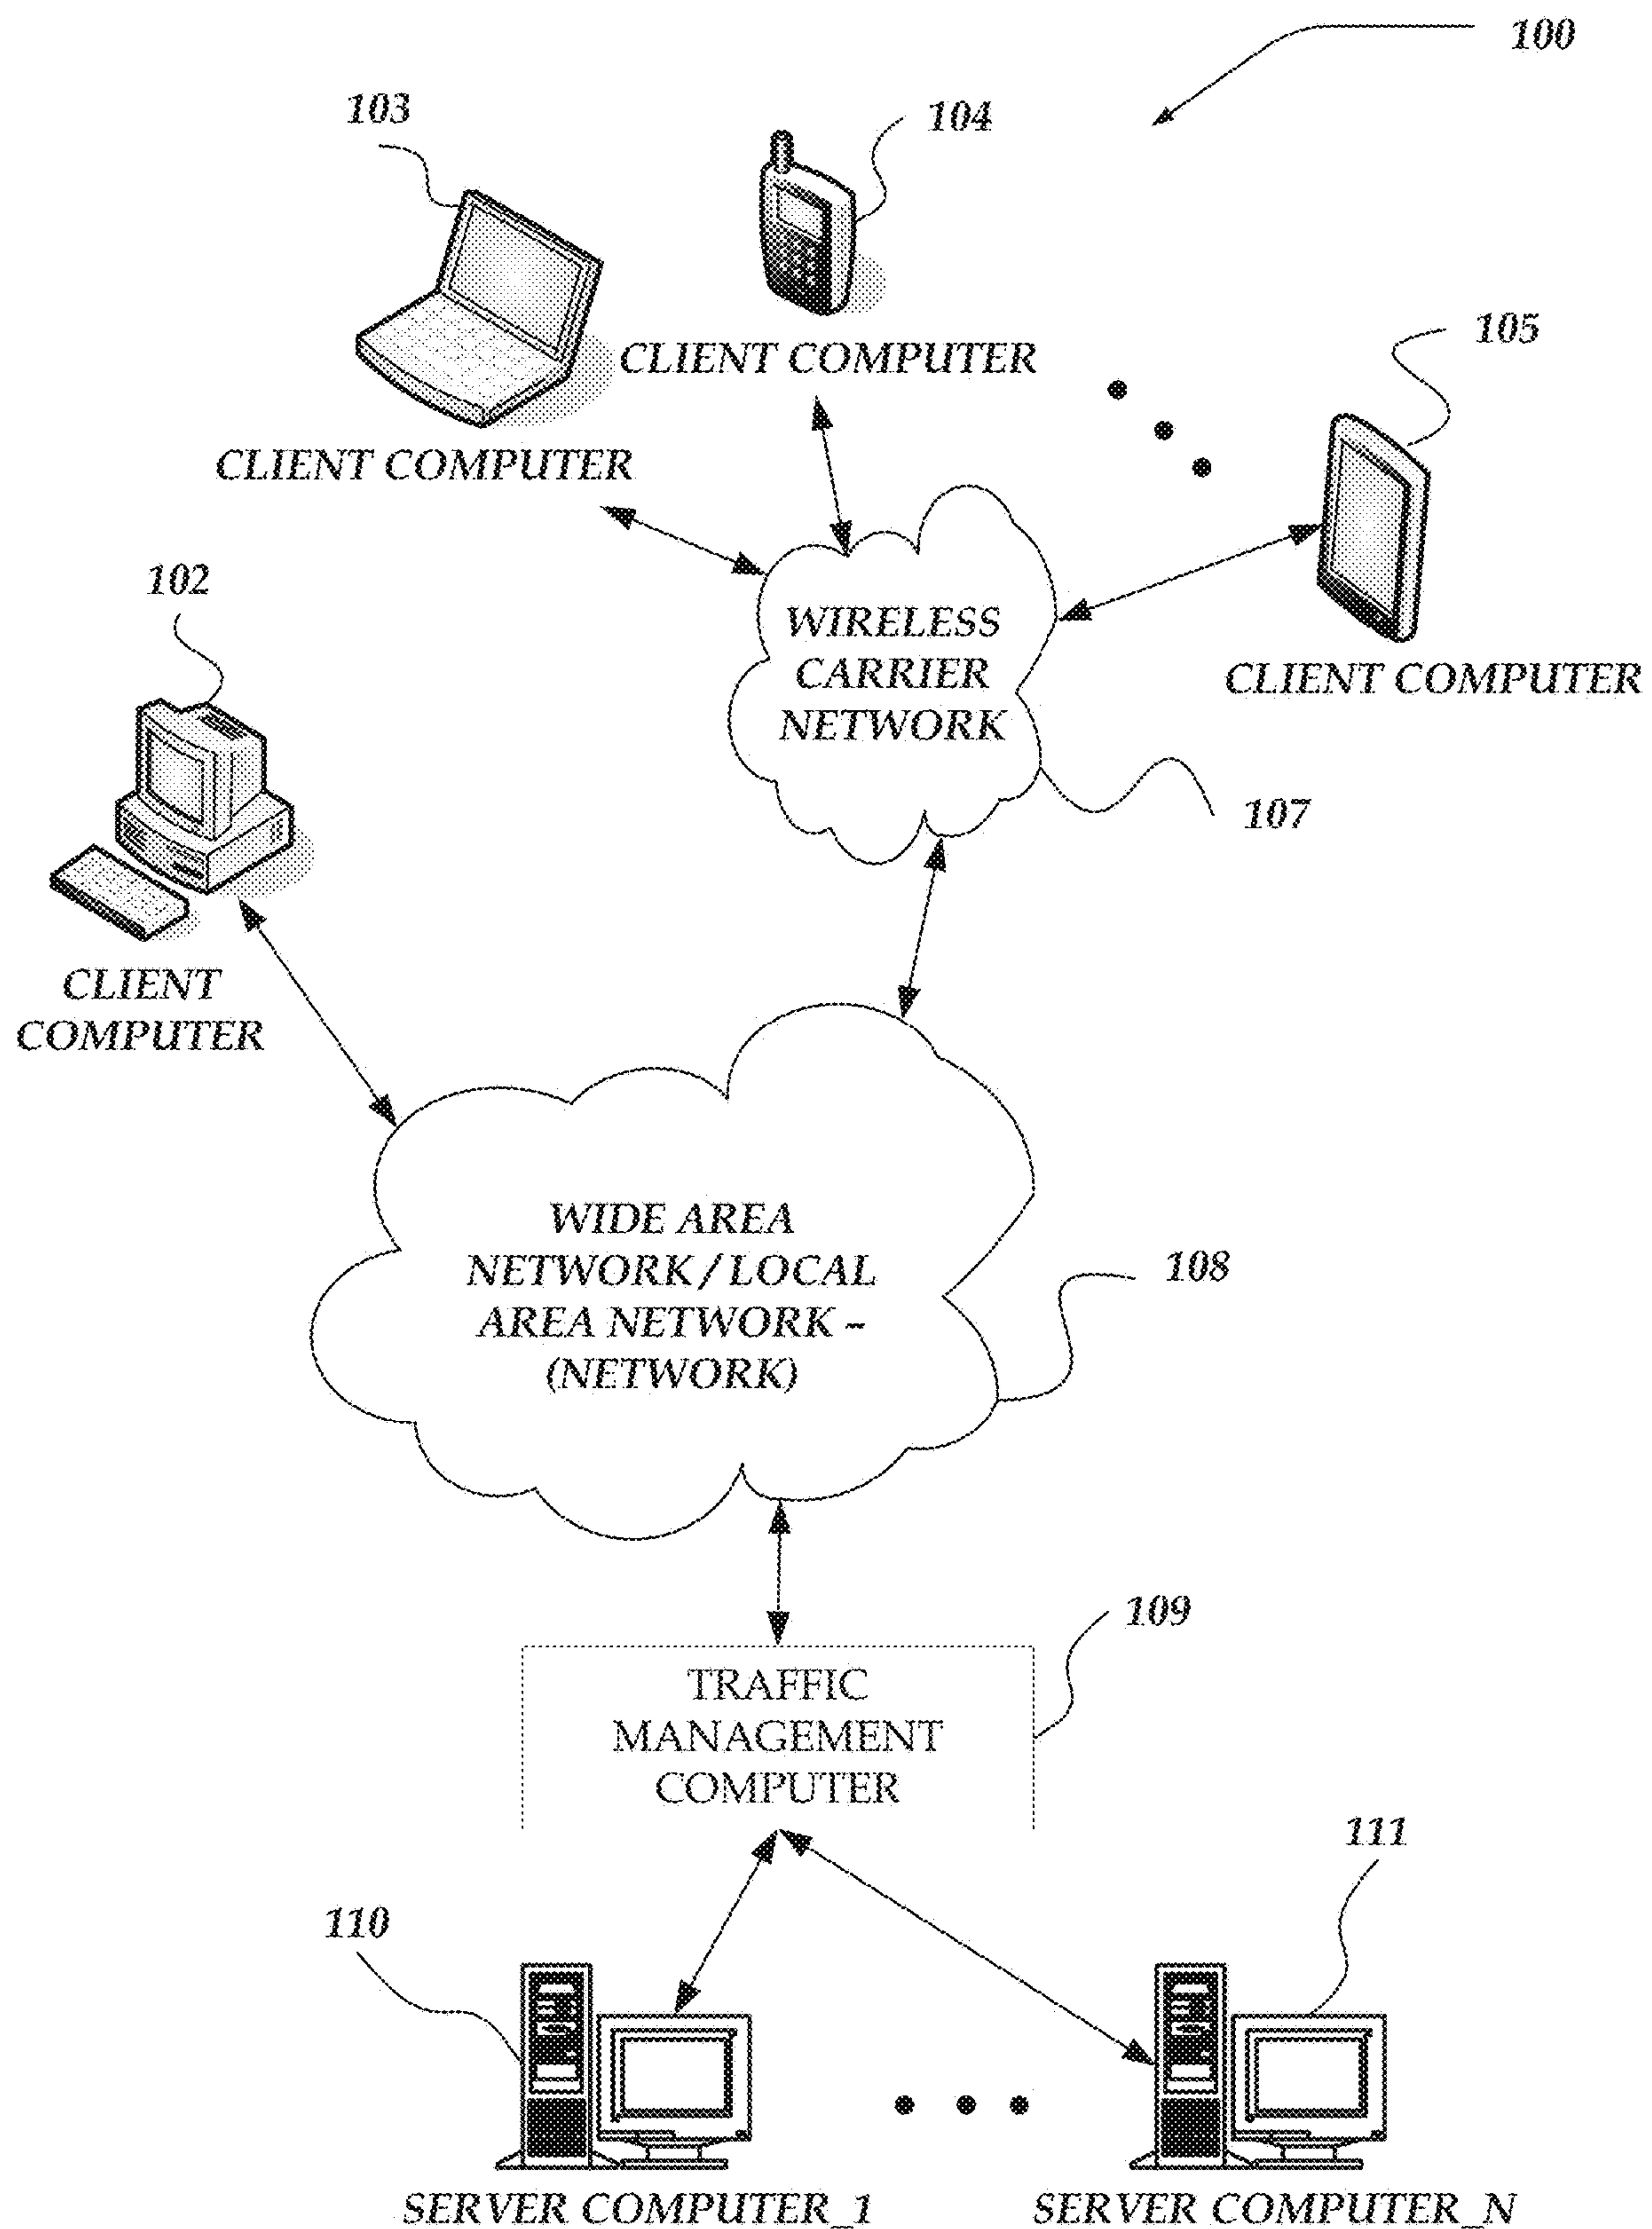 100
103
104
CLIENT COMPUTER
105
CLIENT COMPUTER
102
WIRELESS
CARRIER
NETWORK
CLIENT COMPUTER
107
CLIENT
COMPUTER
WIDE AREA
NETWORK / LOCAL
AREA NETWORK –
(NETWORK)
108
109
TRAFFIC
MANAGEMENT
COMPUTER
111
110
SERVER COMPUTER_1
SERVER COMPUTER_N